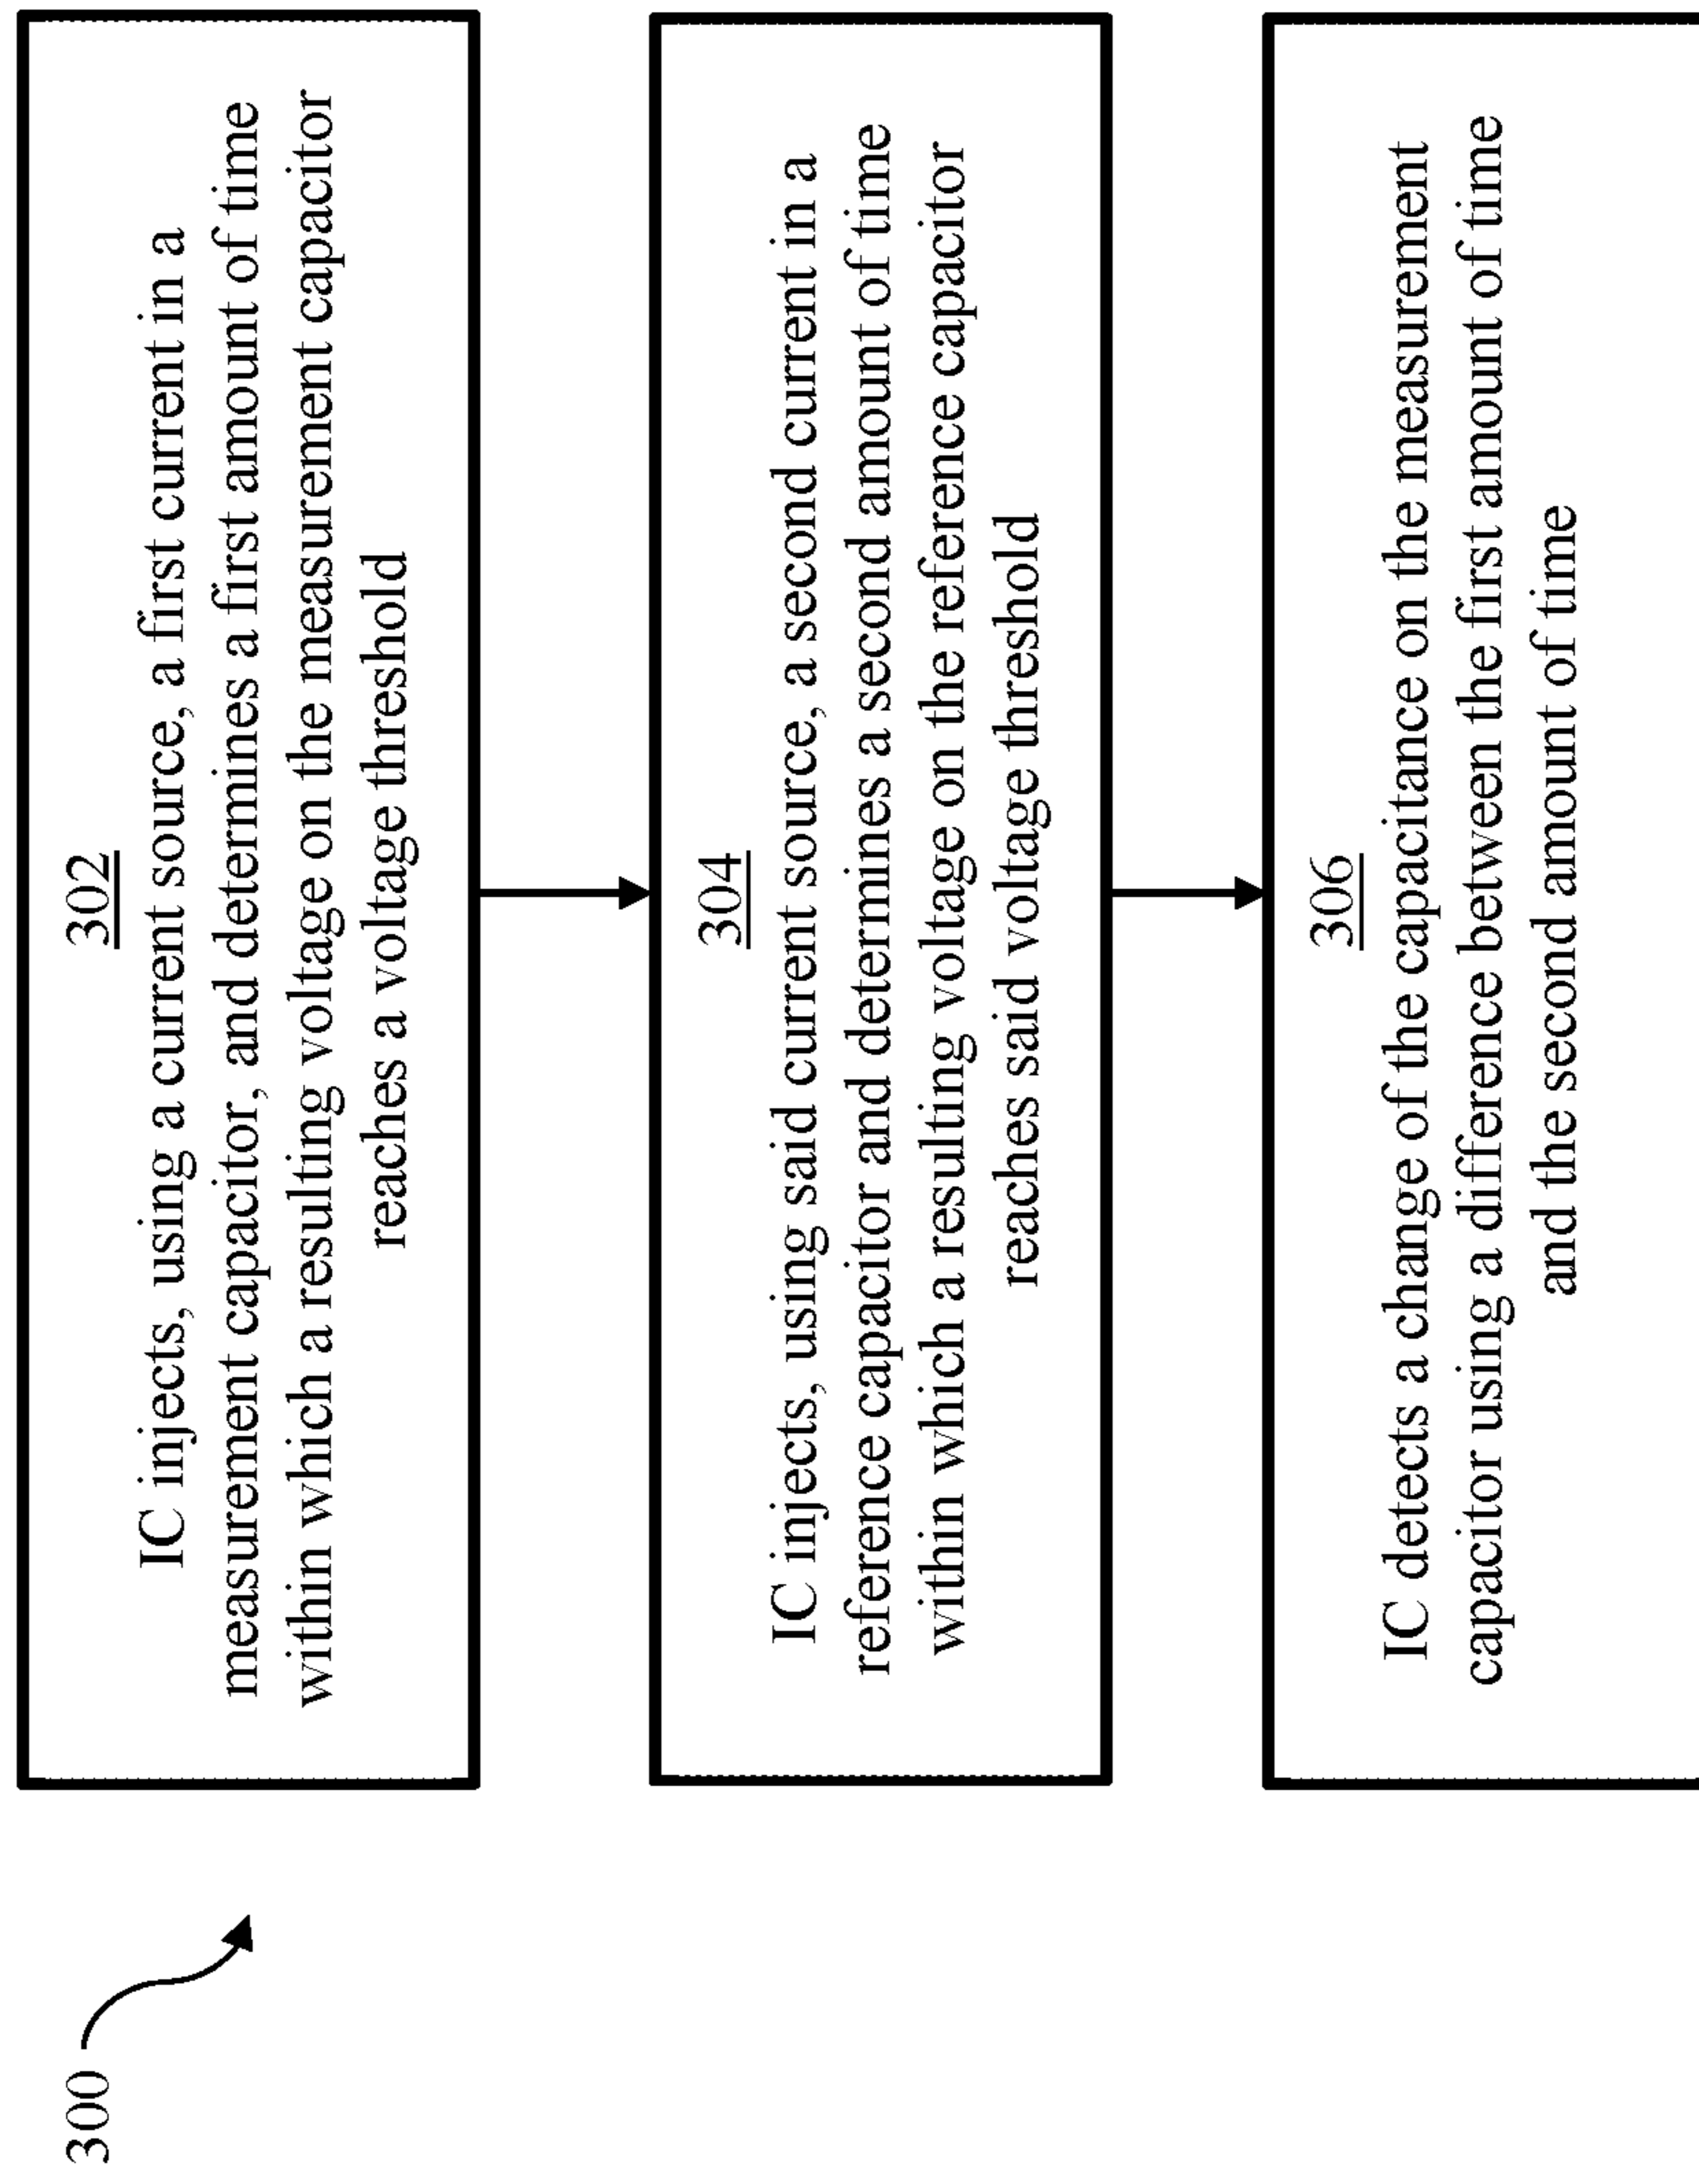 300
302
IC injects, using a current source, a first current in a
measurement capacitor, and determines a first amount of time
within which a resulting voltage on the measurement capacitor
reaches a voltage threshold
304
IC injects, using said current source, a second current in a
reference capacitor and determines a second amount of time
within which a resulting voltage on the reference capacitor
reaches said voltage threshold
306
IC detects a change of the capacitance on the measurement
capacitor using a difference between the first amount of time
and the second amount of time